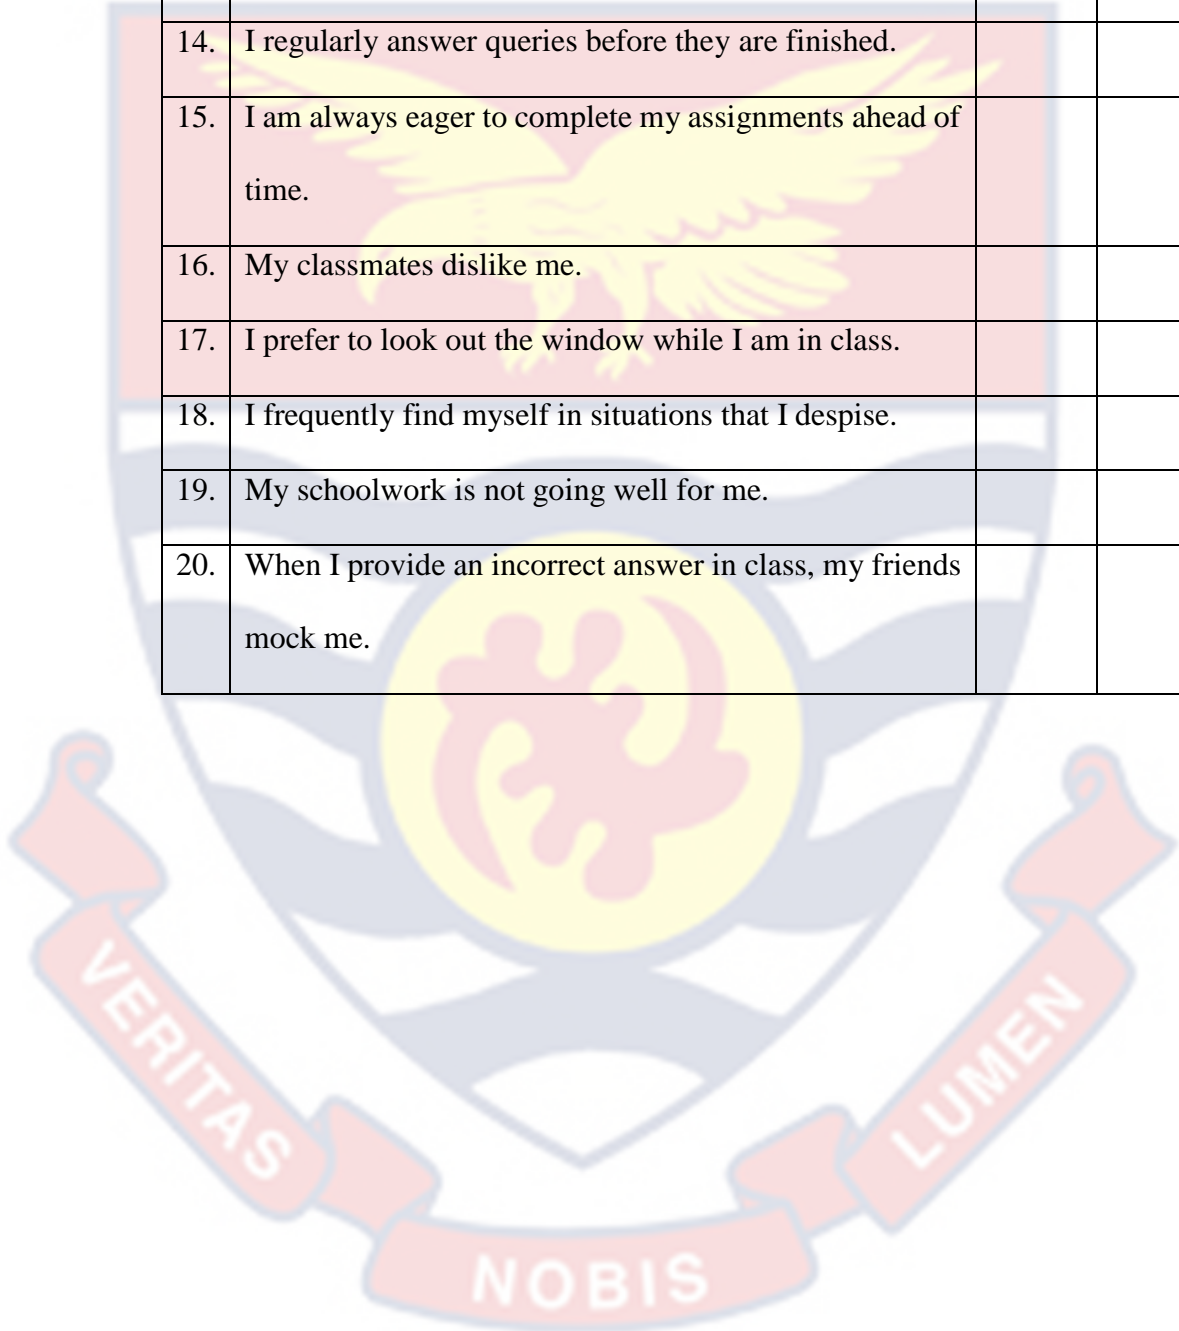 14. I regularly answer queries before they are finished.
15. I am always eager to complete my assignments ahead of
time.
16. My classmates dislike me.
17. I prefer to look out the window while I am in class.
18. I frequently find myself in situations that I despise.
19. My schoolwork is not going well for me.
20. When I provide an incorrect answer in class, my friends
mock me.
VERITAS
NOBIS
LUMEN